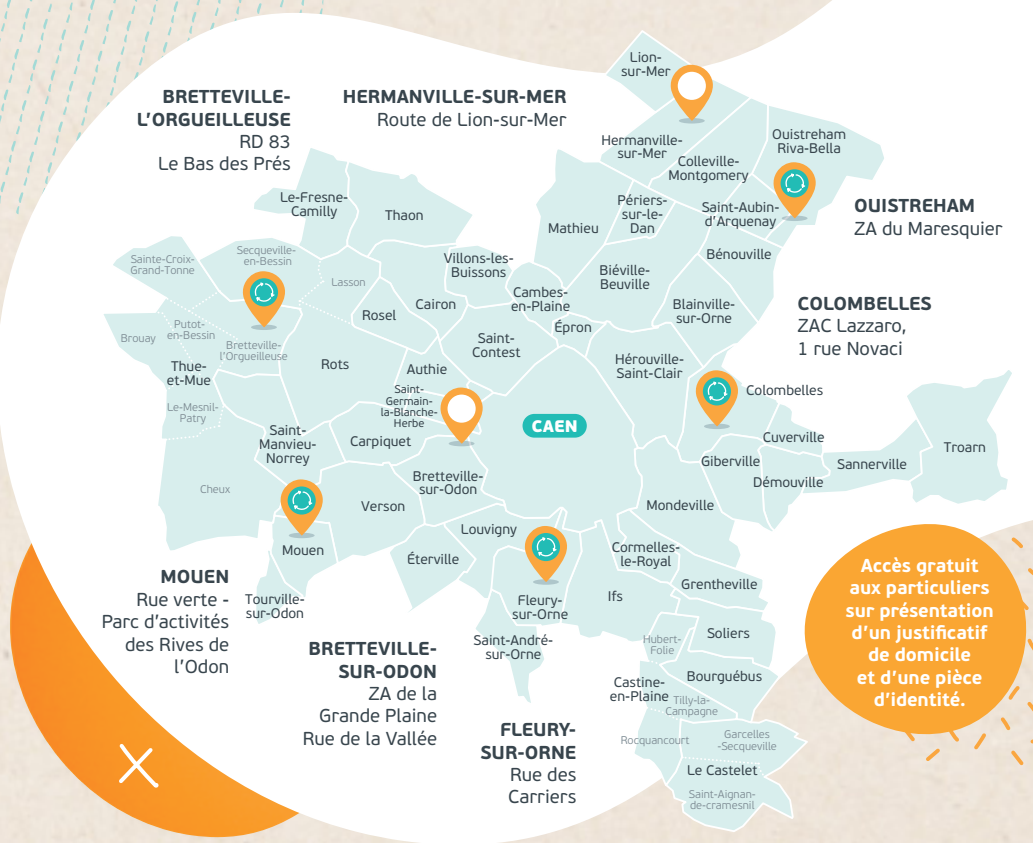 Lion-
sur-Mer
BRETTEVILLE-
L'ORGUEILLEUSE
RD 83
Le Bas des Prés
HERMANVILLE-SUR-MER
Route de Lion-sur-Mer
Hermanville-
sur-Mer
Ouistreham
Riva-Bella
Colleville-
Montgomery
OUISTREHAM
ZA du Maresquier
Le-Fresne-
Camilly
Thaon
Mathieu
Périers-
sur-le-
Dan
Saint-Aubin-
d'Arquenay
Bénouville
Sainte-Croix-
Grand-Tonne
Secqueville-
en-Bessin
Lasson
Villons-les-
Buissons
Cambes-
en-Plaine
Biéville-
Beuville
Blainville-
sur-Orne
COLOMBELLES
ZAC Lazzaro,
1 rue Novaci
Cairon
Rosel
Épron
Brouay
Putot-
en-Bessin
Bretteville-
l'Orgueilleuse
Saint-
Contest
Hérouville-
Saint-Clair
Thue-
et-Mue
Rots
Authie
Saint-
Germain-
la-Blanche-
Herbe
Colombelles
Le-Mesnil-
Patry
CAEN
Saint-
Manvieu-
Norrey
Carpiquet
Cuverville
Giberville
Démouville
Sannerville
Troarn
Cheux
Bretteville-
sur-Odon
Verson
Mondeville
Louvigny
Mouen
Éterville
Cormelles-
le-Royal
Grentheville
Accès gratuit
aux particuliers
sur présentation
d'un justificatif
de domicile
et d'une pièce
d'identité.
MOUEN
Rue verte -
Parc d'activités
des Rives de
l'Odon
Tourville-
sur-Odon
Fleury-
sur-Orne
Ifs
Saint-André-
sur-Orne
Hubert-
Folie
Soliers
BRETTEVILLE-
SUR-ODON
ZA de la
Grande Plaine
Rue de la Vallée
Castine-
en-Plaine
Bourguébus
Tilly-la-
Campagne
FLEURY-
SUR-ORNE
Rue des
Carriers
Rocquancourt
Garcelles
-Secqueville
Le Castelet
Saint-Aignan-
de-cramesnil